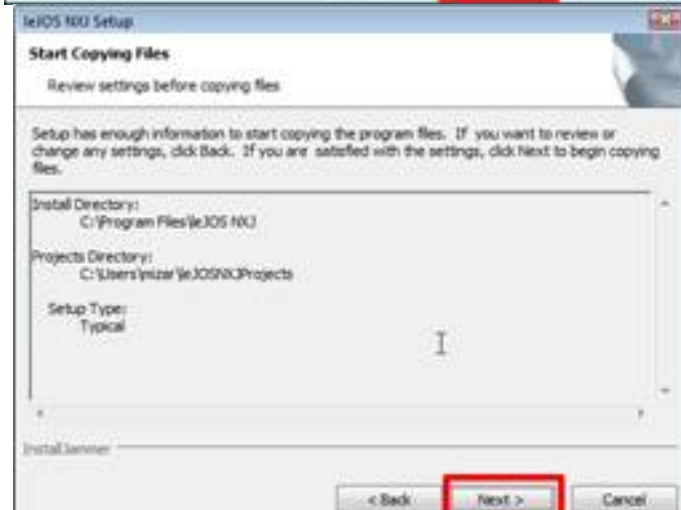 leJOS NXJ Setup
Start Copying Files
Review settings before copying files
Setup has enough information to start copying the program files. If you want to review or
change any settings, click Back. If you are satisfied with the settings, click Next to begin copying
files.
Install Directory:
C:\Program Files\leJOS NXJ
Projects Directory:
C:\Users\mizar\leJOSNXJProjects
Setup Type:
Typical
InstallJammer
< Back
Next >
Cancel